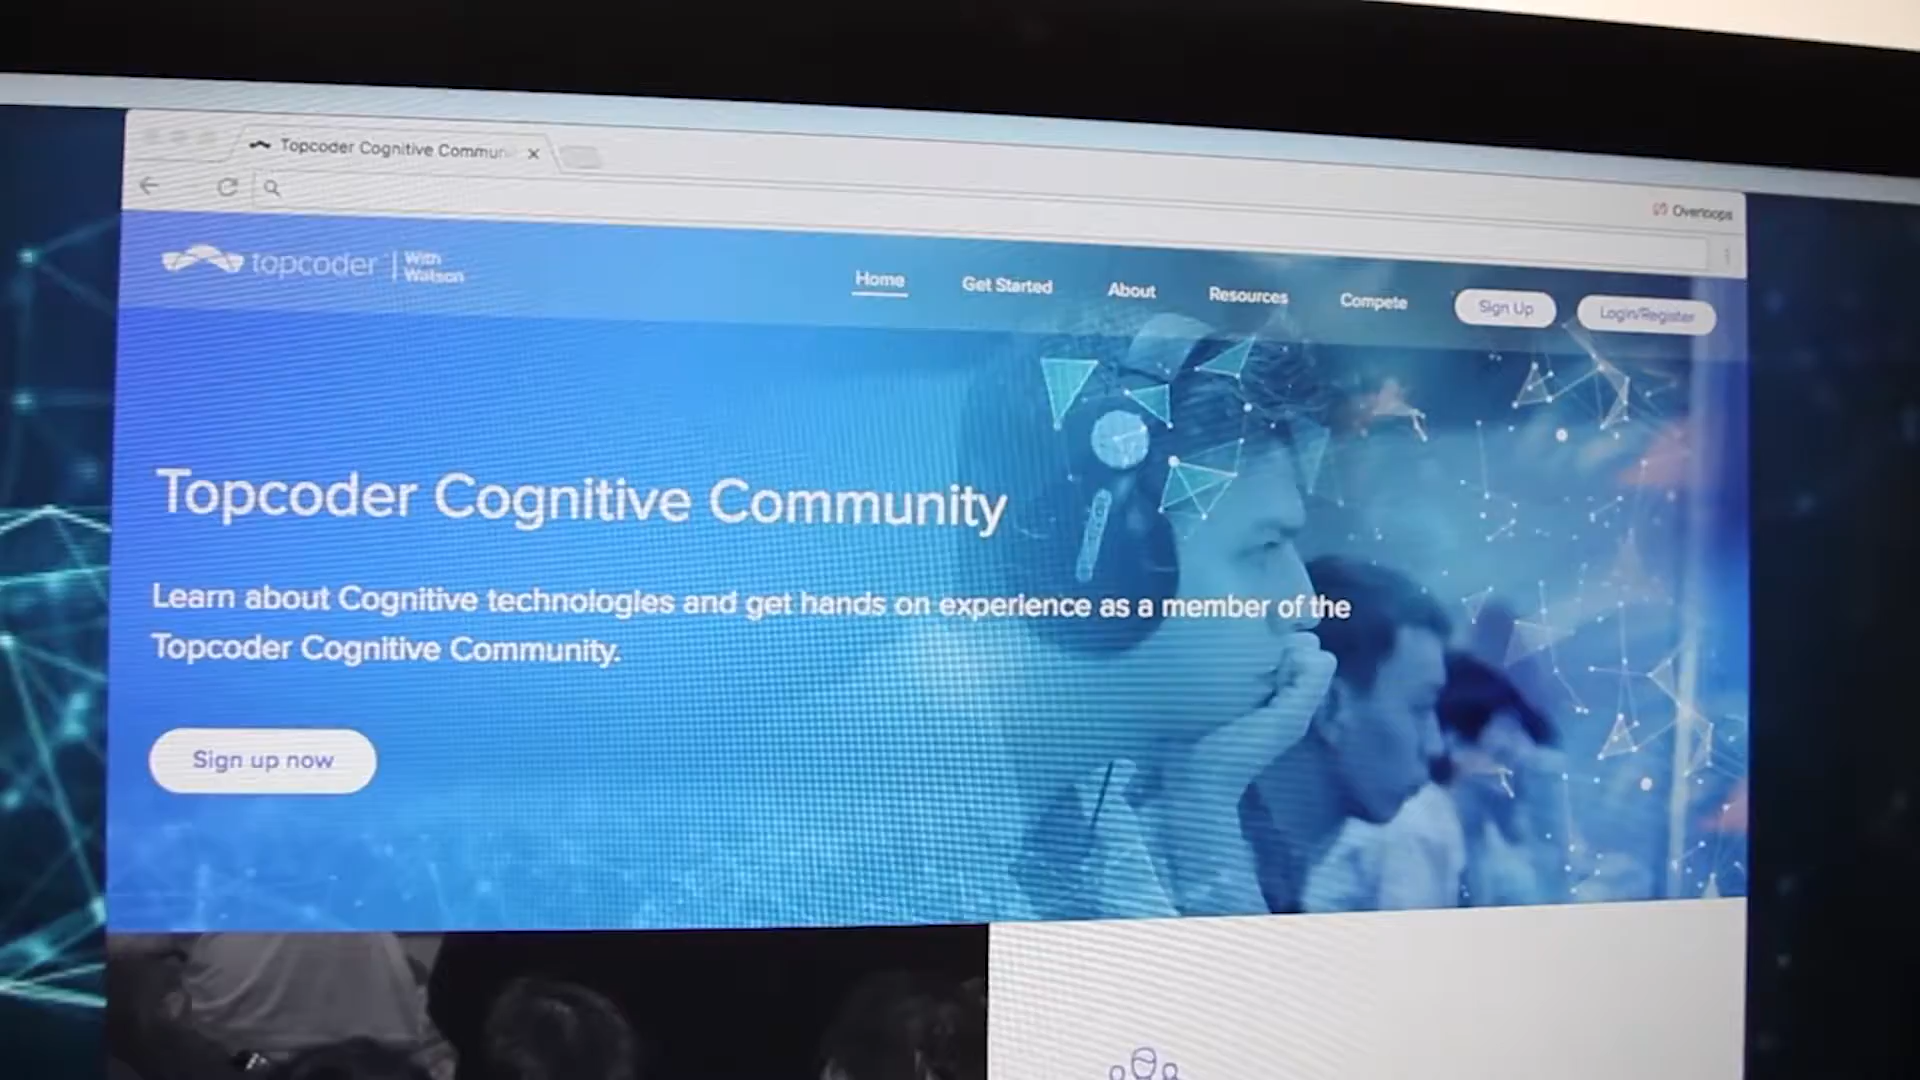 Topcoder Cognitive Commun
Overloops
topcoder
With
Watson
Home
Get Started
About
Resources
Compete
Sign Up
Login/Register
Topcoder Cognitive Community
Learn about Cognitive technologies and get hands on experience as a member of the
Topcoder Cognitive Community.
Sign up now